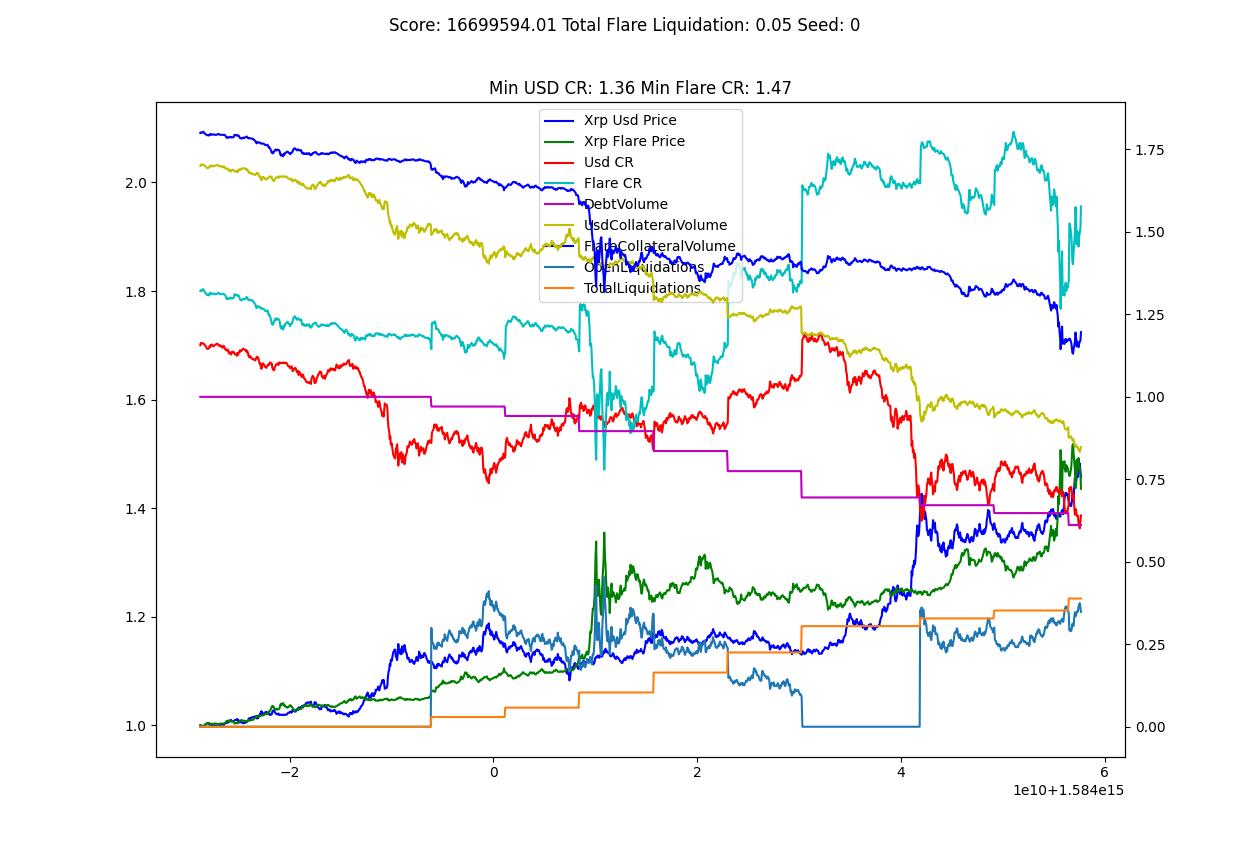 Score: 16699594.01 Total Flare Liquidation: 0.05 Seed: 0
Min USD CR: 1.36 Min Flare CR: 1.47
Xrp Usd Price
Xrp Flare Price
Usd CR
Flare CR
DebtVolume
UsdCollateralVolume
FlareCollateralVolume
OpenLiquidations
TotalLiquidations
2.0
1.8
1.6
1.4
1.2
1.0
1.75
1.50
1.25
1.00
0.75
0.50
0.25
0.00
−2 0 2 4 6
1e10+1.584e15